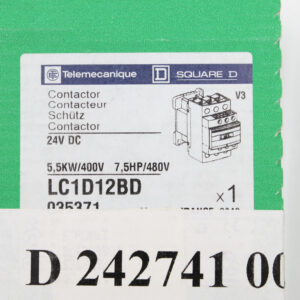 Telemecanique D SQUARE D
Contactor
Contacteur
Schütz
Contactor
24V DC
V3
5,5KW/400V 7,5HP/480V
LC1D12BD
x1
035371
D 242741 00